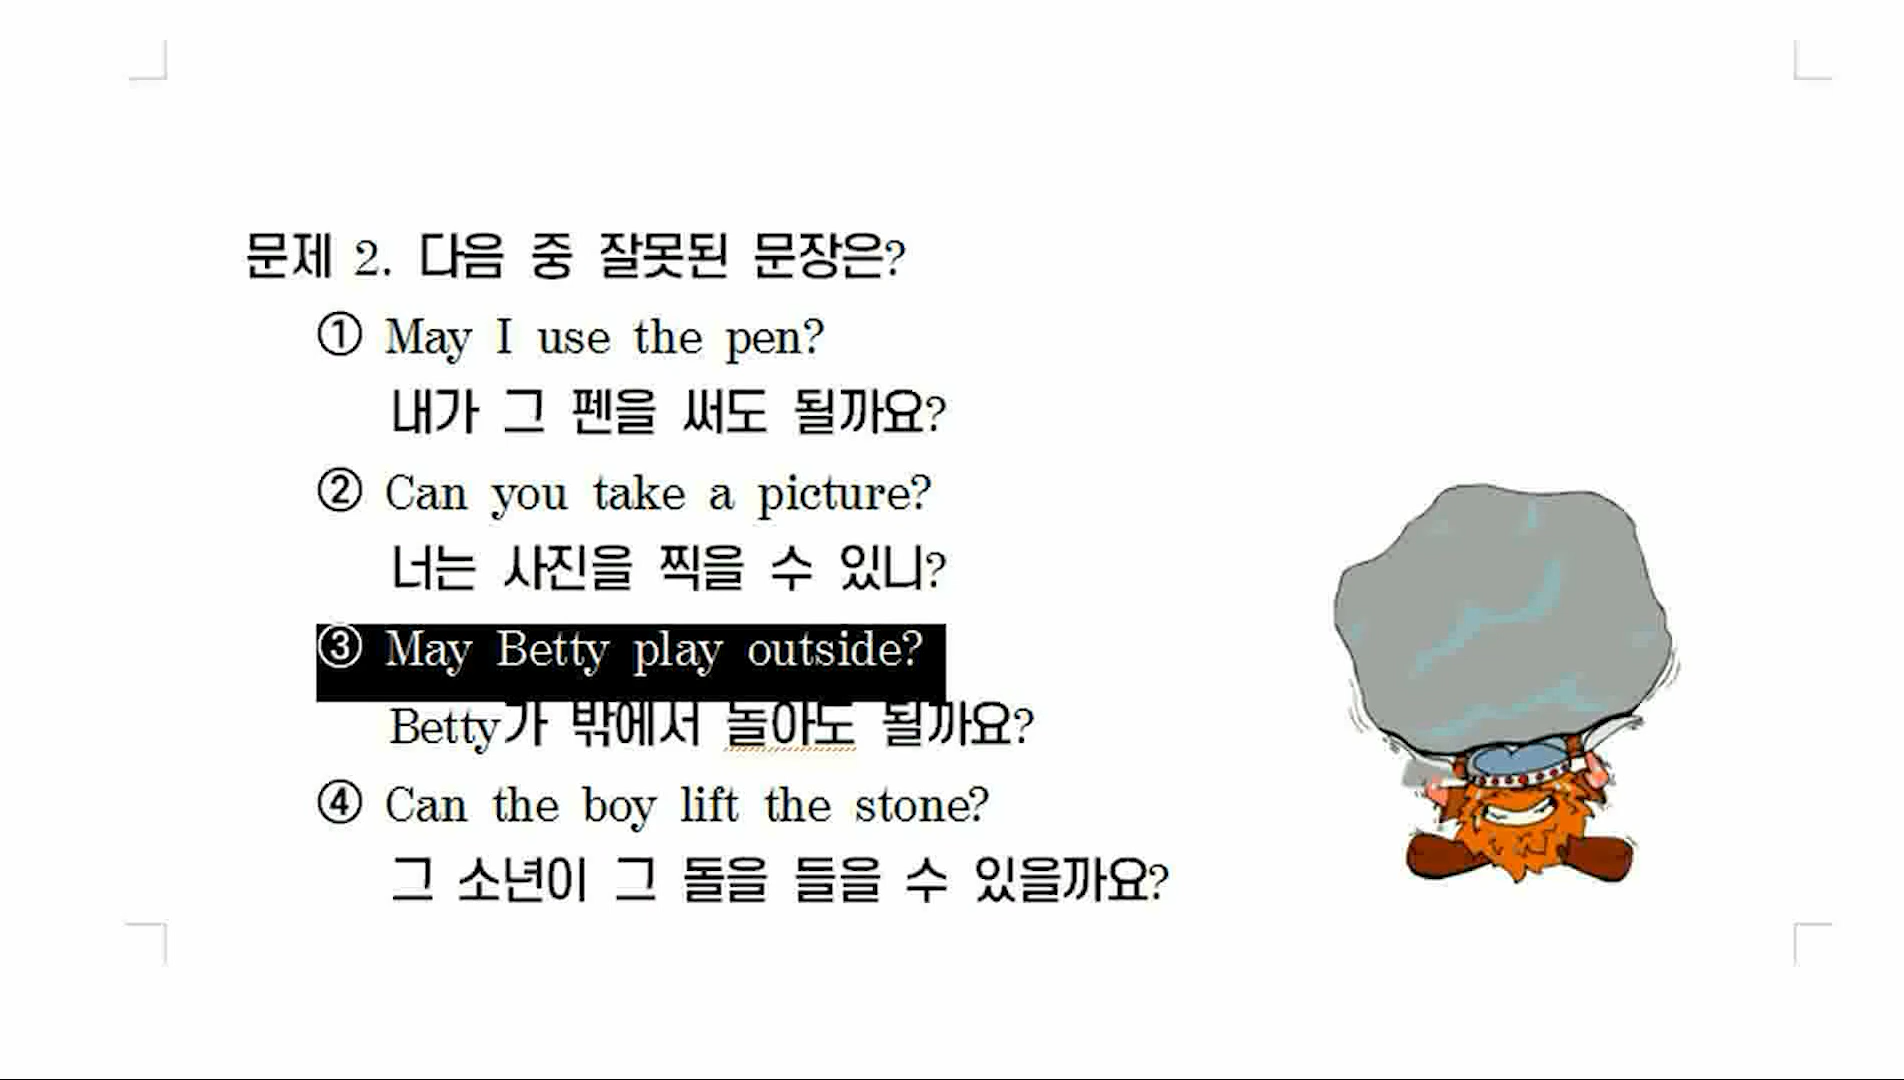 문제 2. 다음 중 잘못된 문장은?
① May I use the pen?
내가 그 펜을 써도 될까요?
② Can you take a picture?
너는 사진을 찍을 수 있니?
③ May Betty play outside?
Betty가 밖에서 놀아도 될까요?
④ Can the boy lift the stone?
그 소년이 그 돌을 들을 수 있을까요?